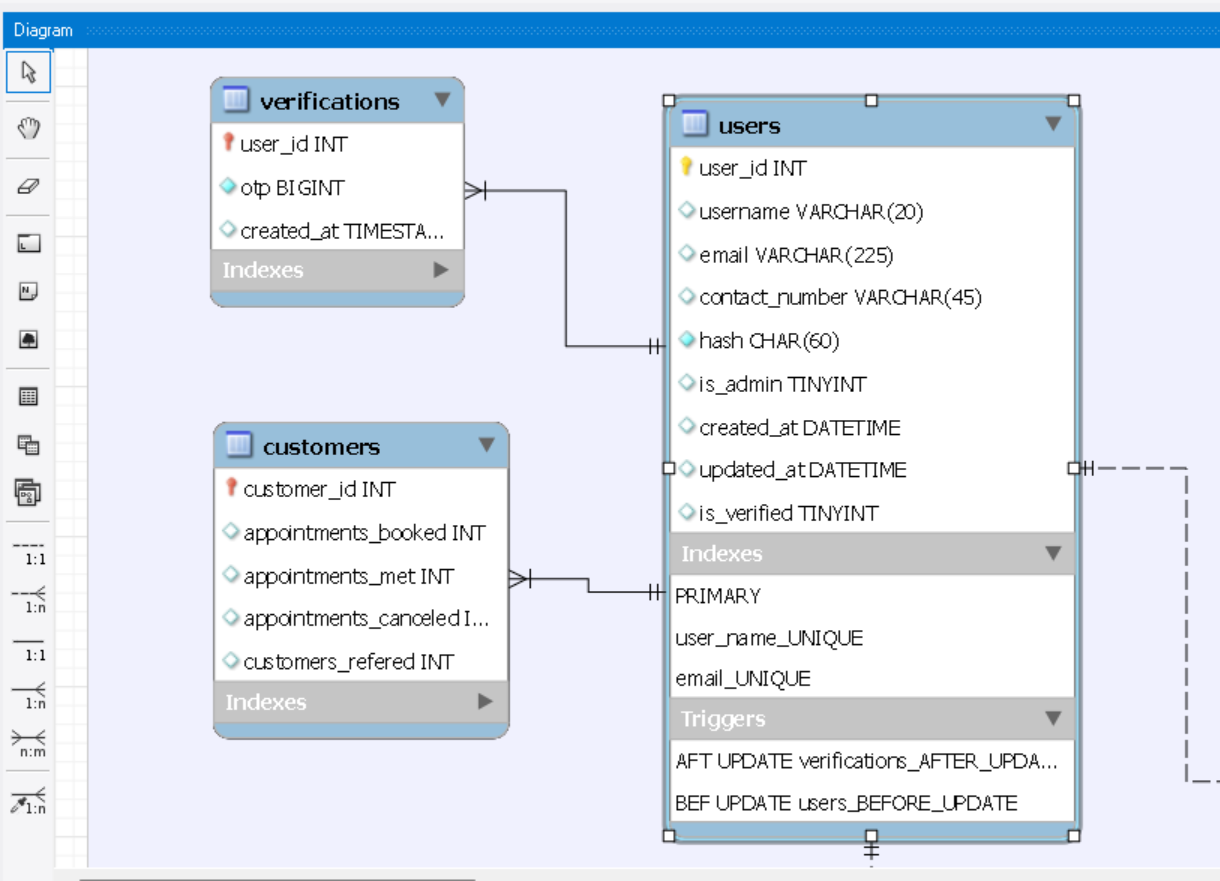 Diagram
verifications
user_id INT
otp BIGINT
created_at TIMESTA...
Indexes
customers
customer_id INT
appointments_booked INT
appointments_met INT
appointments_canceled I...
customers_refered INT
Indexes
users
user_id INT
username VARCHAR(20)
email VARCHAR(225)
contact_number VARCHAR(45)
hash CHAR(60)
is_admin TINYINT
created_at DATETIME
updated_at DATETIME
is_verified TINYINT
Indexes
PRIMARY
user_name_UNIQUE
email_UNIQUE
Triggers
AFT UPDATE verifications_AFTER_UPDA...
BEF UPDATE users_BEFORE_UPDATE
1:1
1:n
1:1
1:n
n:m
1:n